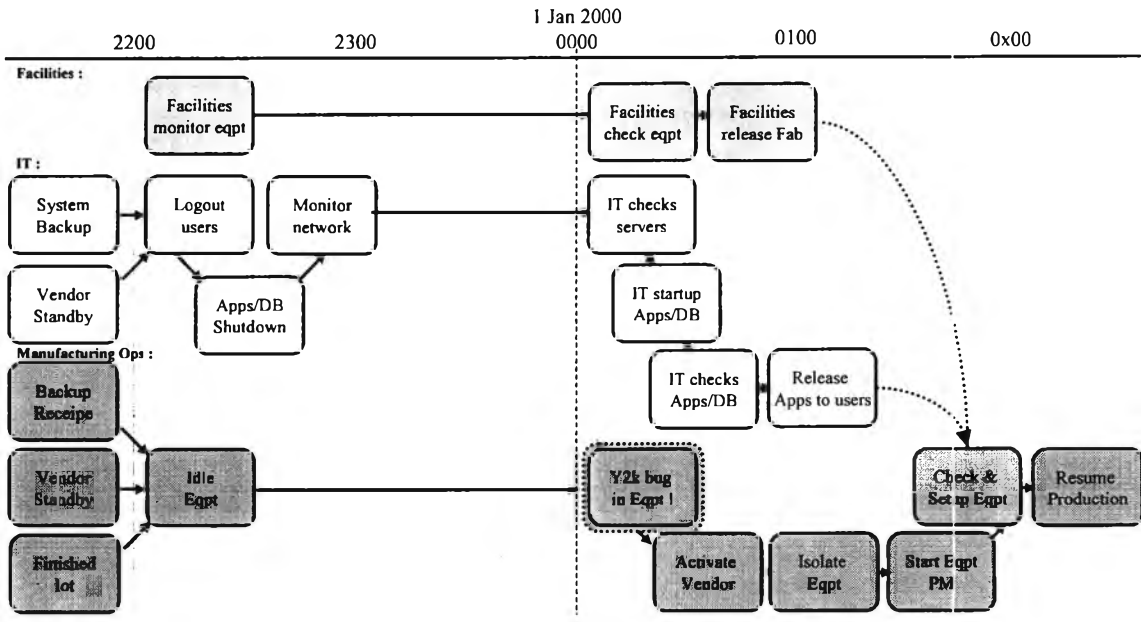 1 Jan 2000
2200
2300
0000
0100
0x00
Facilities :
Facilities
monitor eqpt
Facilities
check eqpt
Facilities
release Fab
IT :
System
Backup
Logout
users
Monitor
network
IT checks
servers
Vendor
Standby
Apps/DB
Shutdown
IT startup
Apps/DB
Manufacturing Ops :
IT checks
Apps/DB
Release
Apps to users
Backup
Receipe
Vendor
Standby
Idle
Eqpt
Y2k bug
in Eqpt !
Check &
Setup Eqpt
Resume
Production
Finished
lot
Activate
Vendor
Isolate
Eqpt
Start Eqpt
PM